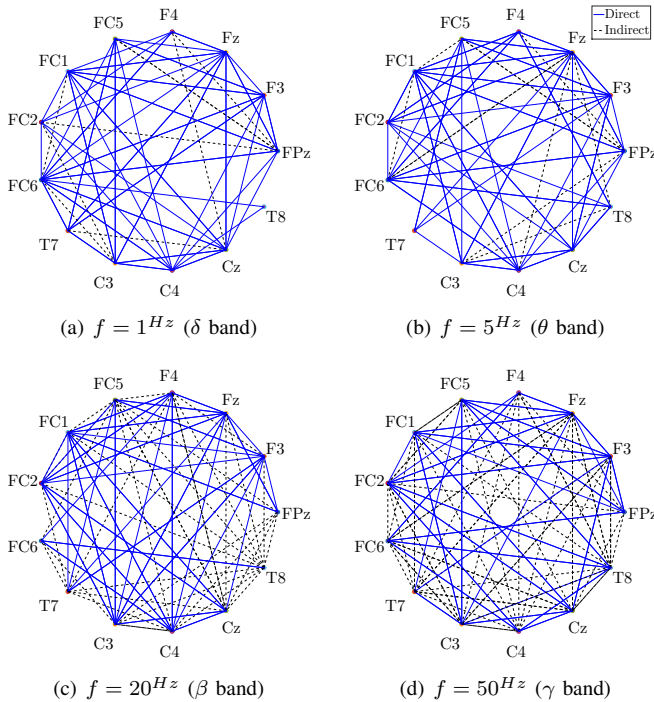 F4
FC5
Fz
FC1
F3
FC2
FPz
FC6
T8
T7
Cz
C3
C4
(a) f = 1^{Hz} (δ band)
Direct
Indirect
F4
FC5
Fz
FC1
F3
FC2
FPz
FC6
T8
T7
Cz
C3
C4
(b) f = 5^{Hz} (θ band)
F4
FC5
Fz
FC1
F3
FC2
FPz
FC6
T8
T7
Cz
C3
C4
(c) f = 20^{Hz} (β band)
F4
FC5
Fz
FC1
F3
FC2
FPz
FC6
T8
T7
Cz
C3
C4
(d) f = 50^{Hz} (γ band)